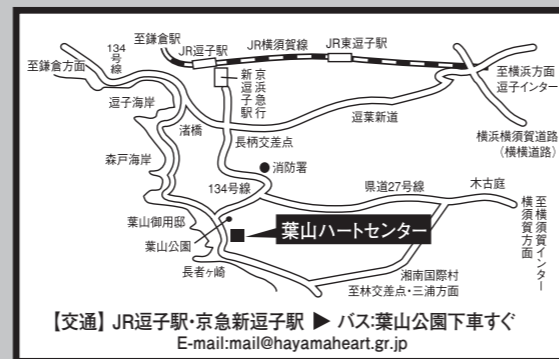 134号線
至鎌倉駅
JR逗子駅
JR横須賀線
JR東逗子駅
至鎌倉方面
至横浜方面
逗子インター
京浜急行
新逗子駅
逗子海岸
渚橋
逗葉新道
長柄交差点
横浜横須賀道路
(横横道路)
消防署
森戸海岸
134号線
県道27号線
木古庭
至横須賀インター
横須賀方面
葉山御用邸
葉山公園
葉山ハートセンター
長者ヶ崎
湘南国際村
至林交差点・三浦方面
【交通】JR逗子駅・京急新逗子駅 ▶ バス:葉山公園下車すぐ
E-mail:mail@hayamaheart.gr.jp